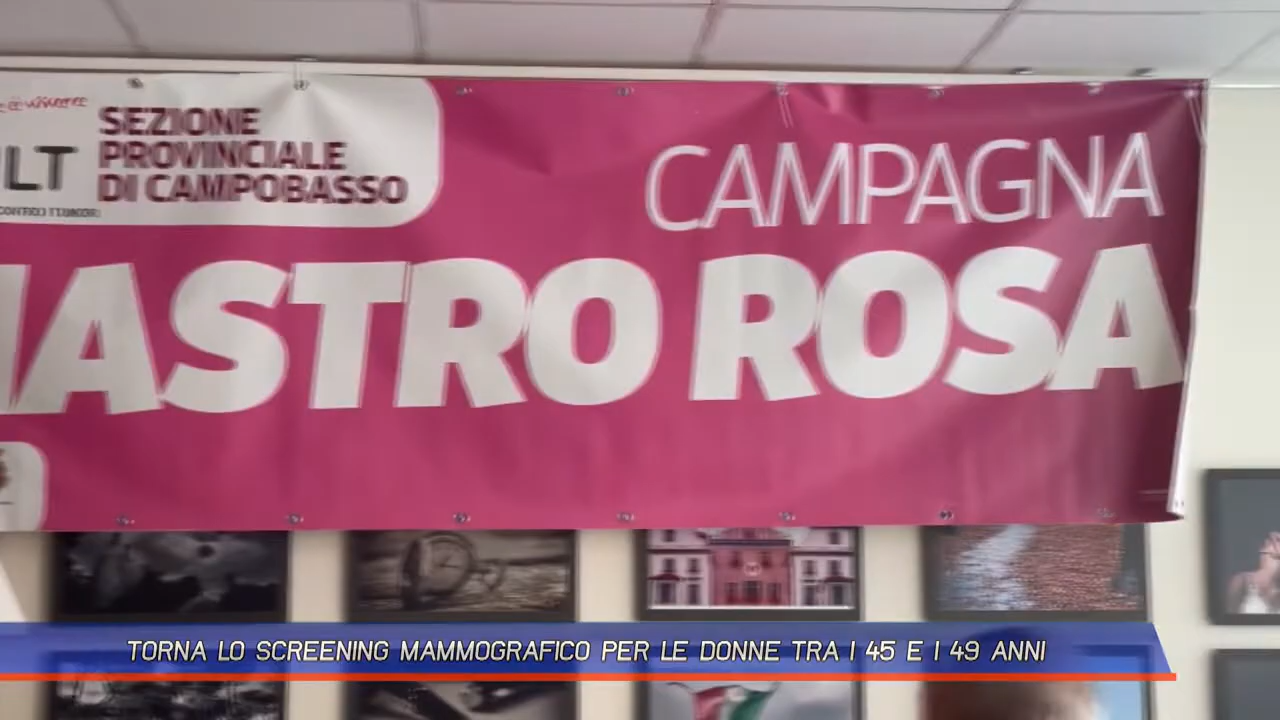 SEZIONE
PROVINCIALE
DI CAMPOBASSO
CAMPAGNA
ASTRO ROSA
TORNA LO SCREENING MAMMOGRAFICO PER LE DONNE TRA I 45 E I 49 ANNI